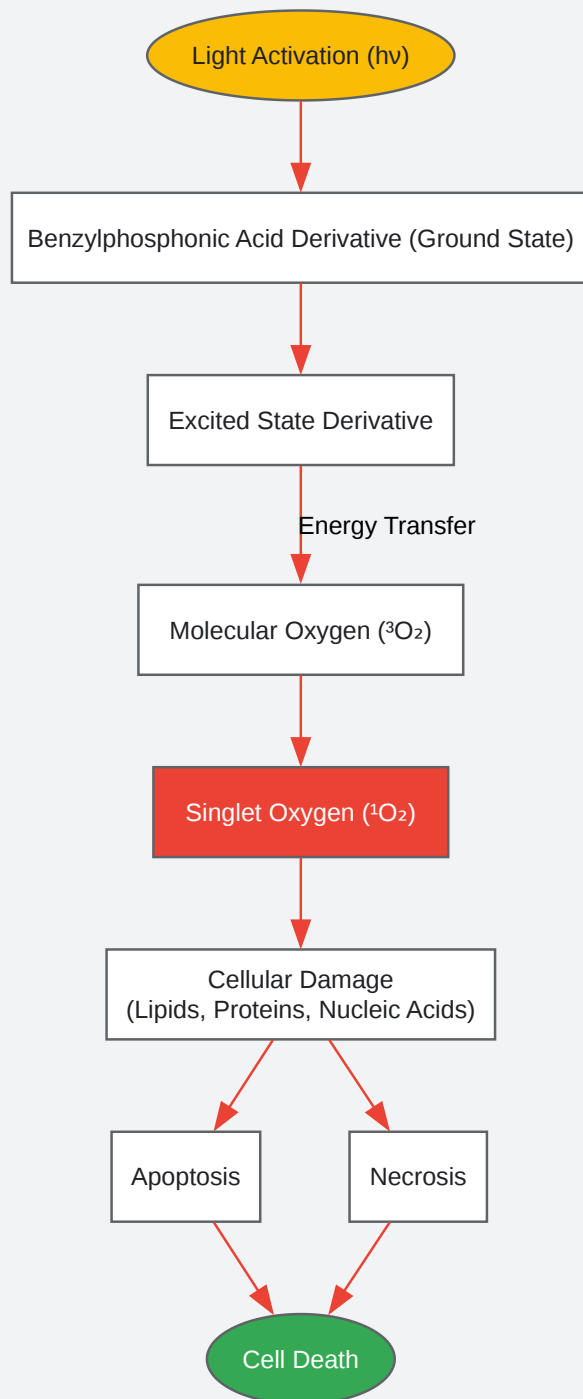 Light Activation (hν)
Benzylphosphonic Acid Derivative (Ground State)
Excited State Derivative
Energy Transfer
Molecular Oxygen (³O₂)
Singlet Oxygen (¹O₂)
Cellular Damage
(Lipids, Proteins, Nucleic Acids)
Apoptosis
Necrosis
Cell Death